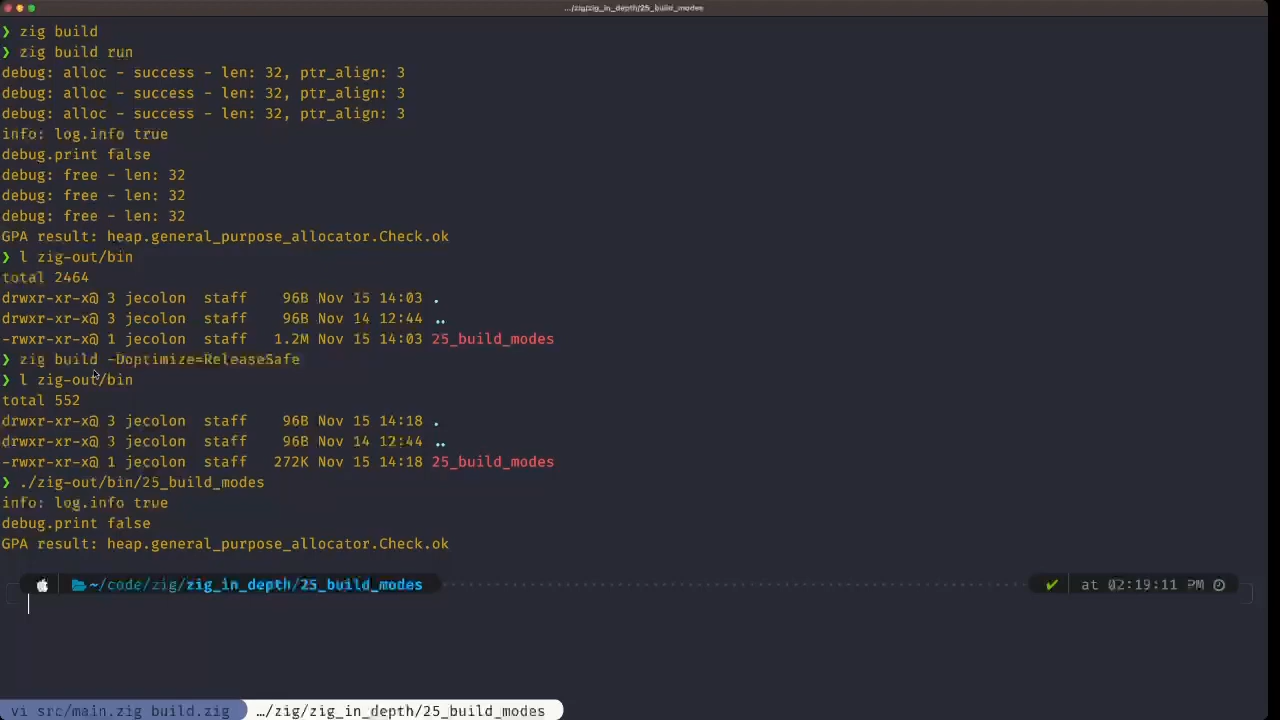 .../zig/zig_in_depth/25_build_modes
❯ zig build
❯ zig build run
debug: alloc - success - len: 32, ptr_align: 3
debug: alloc - success - len: 32, ptr_align: 3
debug: alloc - success - len: 32, ptr_align: 3
info: log.info true
debug.print false
debug: free - len: 32
debug: free - len: 32
debug: free - len: 32
GPA result: heap.general_purpose_allocator.Check.ok
❯ l zig-out/bin
total 2464
drwxr-xr-x@ 3 jecolon  staff    96B Nov 15 14:03 .
drwxr-xr-x@ 3 jecolon  staff    96B Nov 14 12:44 ..
-rwxr-xr-x@ 1 jecolon  staff   1.2M Nov 15 14:03 25_build_modes
❯ zig build -Doptimize=ReleaseSafe
❯ l zig-out/bin
total 552
drwxr-xr-x@ 3 jecolon  staff    96B Nov 15 14:18 .
drwxr-xr-x@ 3 jecolon  staff    96B Nov 14 12:44 ..
-rwxr-xr-x@ 1 jecolon  staff   272K Nov 15 14:18 25_build_modes
❯ ./zig-out/bin/25_build_modes
info: log.info true
debug.print false
GPA result: heap.general_purpose_allocator.Check.ok
~/code/zig/zig_in_depth/25_build_modes ✔ at 02:19:11 PM
vi src/main.zig build.zig …/zig/zig_in_depth/25_build_modes